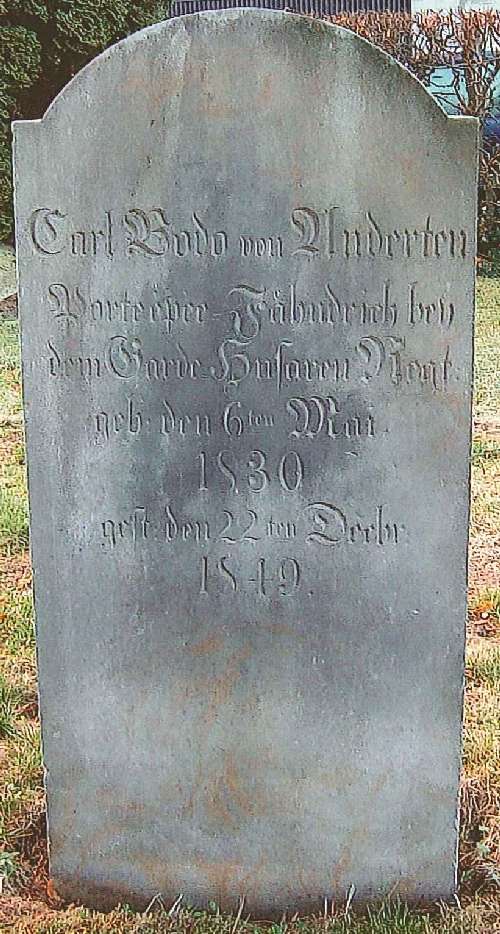 Carl Bodo von Anderten
Porteèpèe-Fähndrich bey
dem Garde-Husaren Regt.
geb: den 6ten Mai.
1830
gest: den 22ten Decbr.
1849.